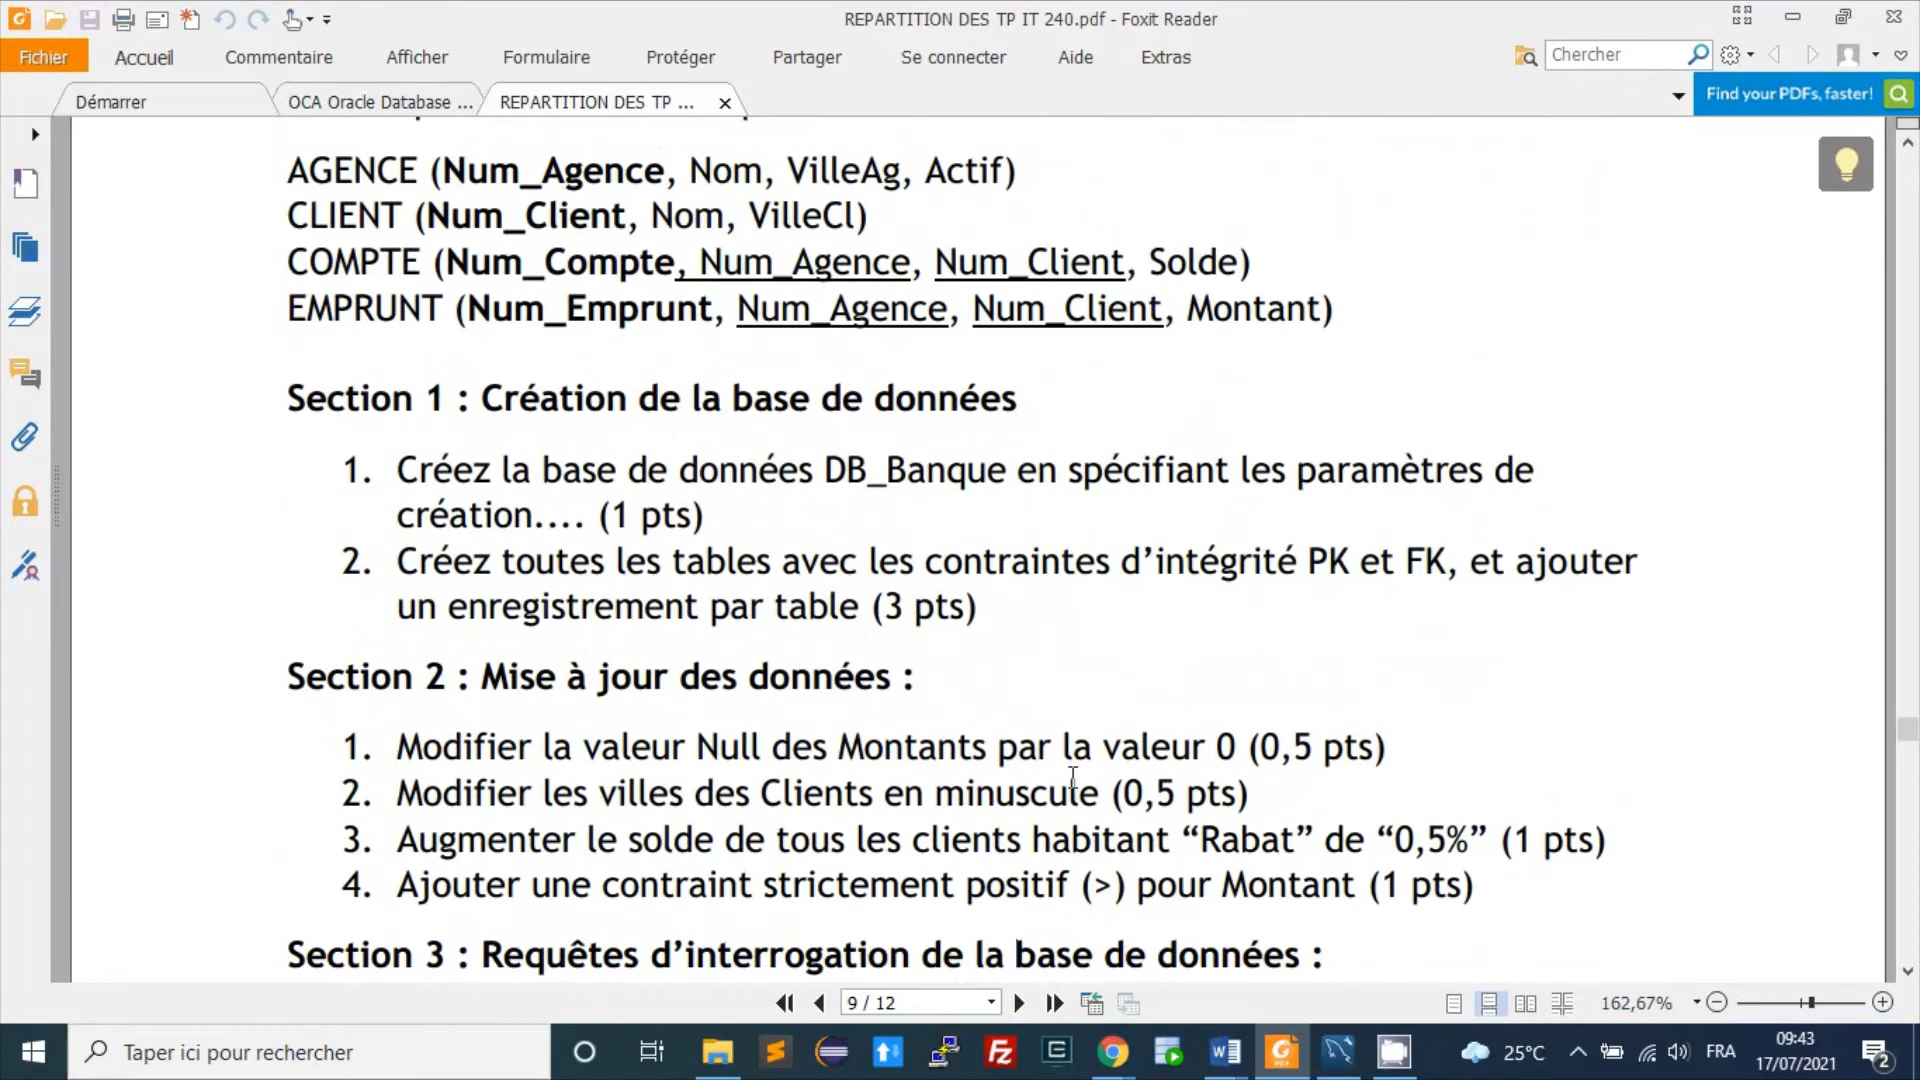 REPARTITION DES TP IT 240.pdf - Foxit Reader
Fichier Accueil Commentaire Afficher Formulaire Protéger Partager Se connecter Aide Extras Chercher
Démarrer OCA Oracle Database ... REPARTITION DES TP ... Find your PDFs, faster!
AGENCE (Num_Agence, Nom, VilleAg, Actif)
CLIENT (Num_Client, Nom, VilleCl)
COMPTE (Num_Compte, Num_Agence, Num_Client, Solde)
EMPRUNT (Num_Emprunt, Num_Agence, Num_Client, Montant)
Section 1 : Création de la base de données
1. Créez la base de données DB_Banque en spécifiant les paramètres de
création.... (1 pts)
2. Créez toutes les tables avec les contraintes d’intégrité PK et FK, et ajouter
un enregistrement par table (3 pts)
Section 2 : Mise à jour des données :
1. Modifier la valeur Null des Montants par la valeur 0 (0,5 pts)
2. Modifier les villes des Clients en minuscule (0,5 pts)
3. Augmenter le solde de tous les clients habitant “Rabat” de “0,5%” (1 pts)
4. Ajouter une contraint strictement positif (>) pour Montant (1 pts)
Section 3 : Requêtes d’interrogation de la base de données :
9 / 12 162,67%
Taper ici pour rechercher 25°C FRA 09:43
17/07/2021 2